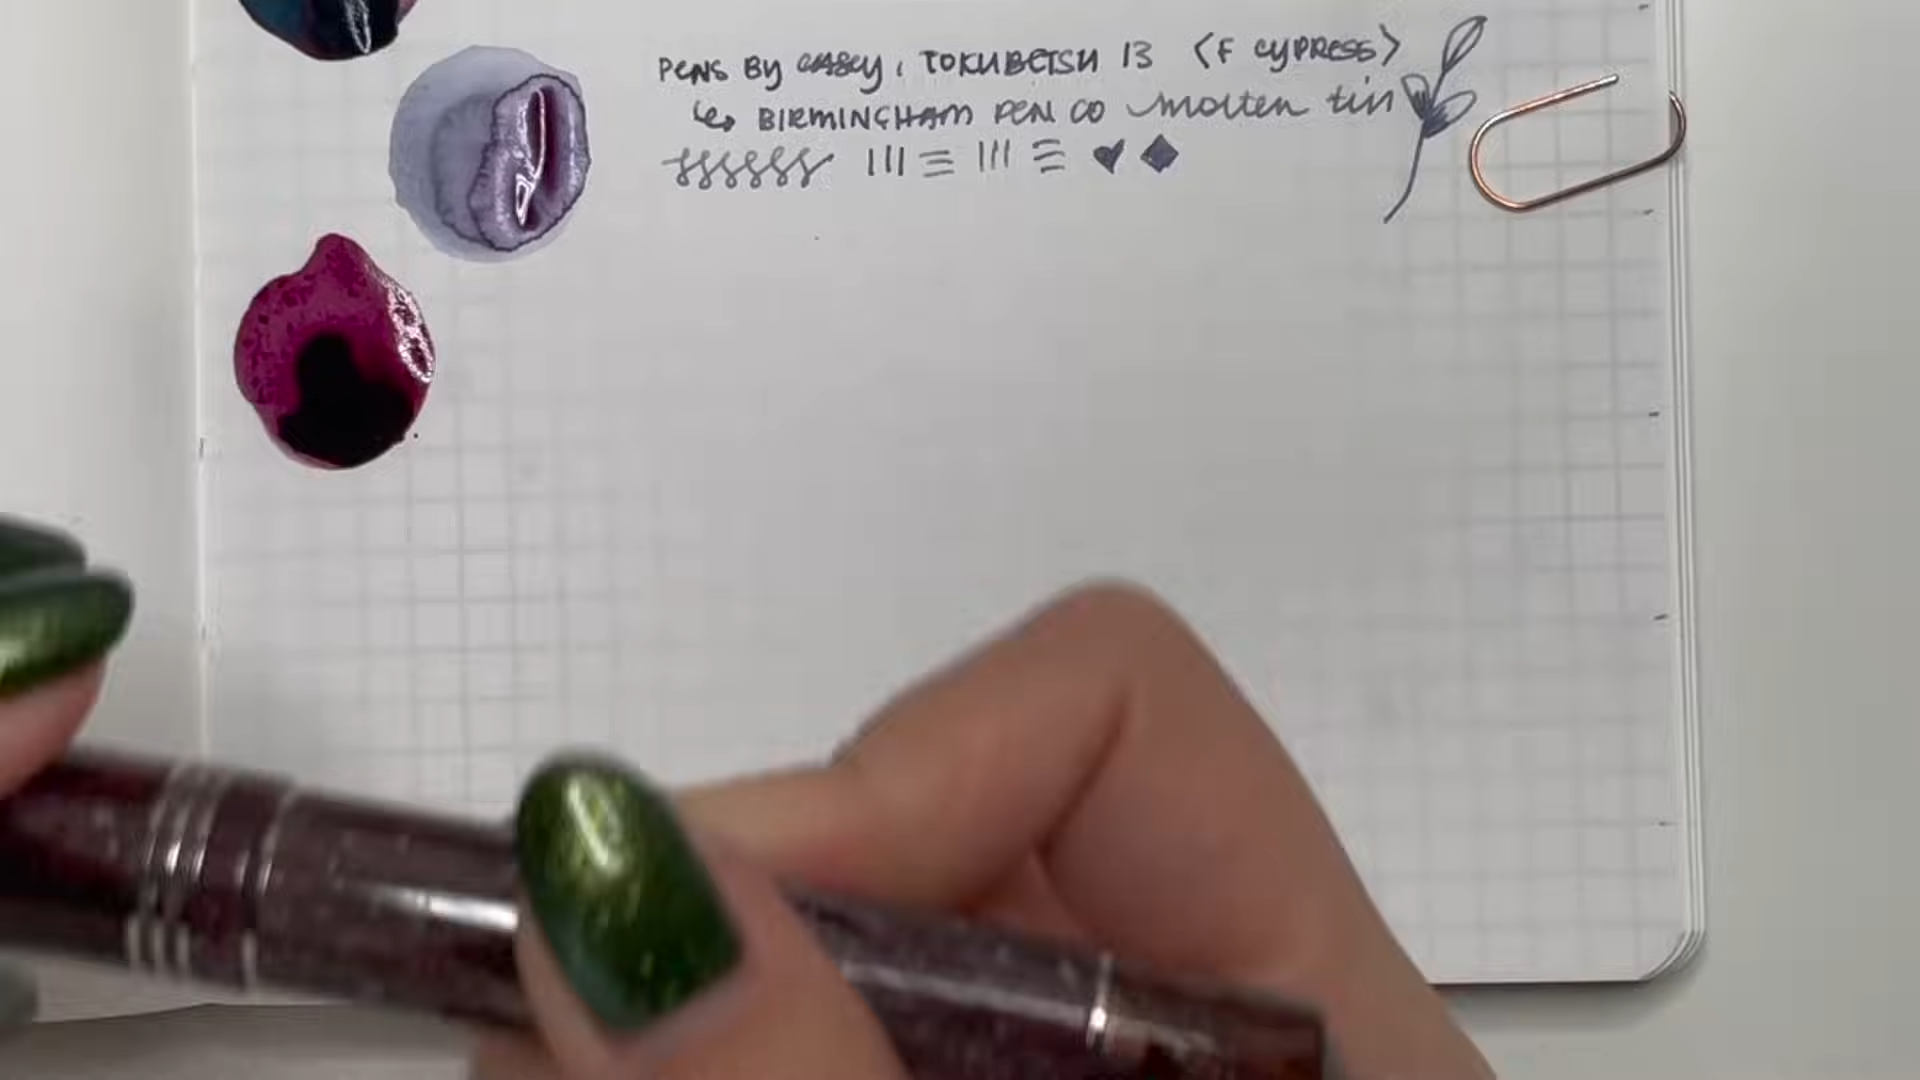 PENS BY CASEY, TOKUBETSU 13 <F CYPRESS>
↳ BIRMINGHAM PEN CO molten tin